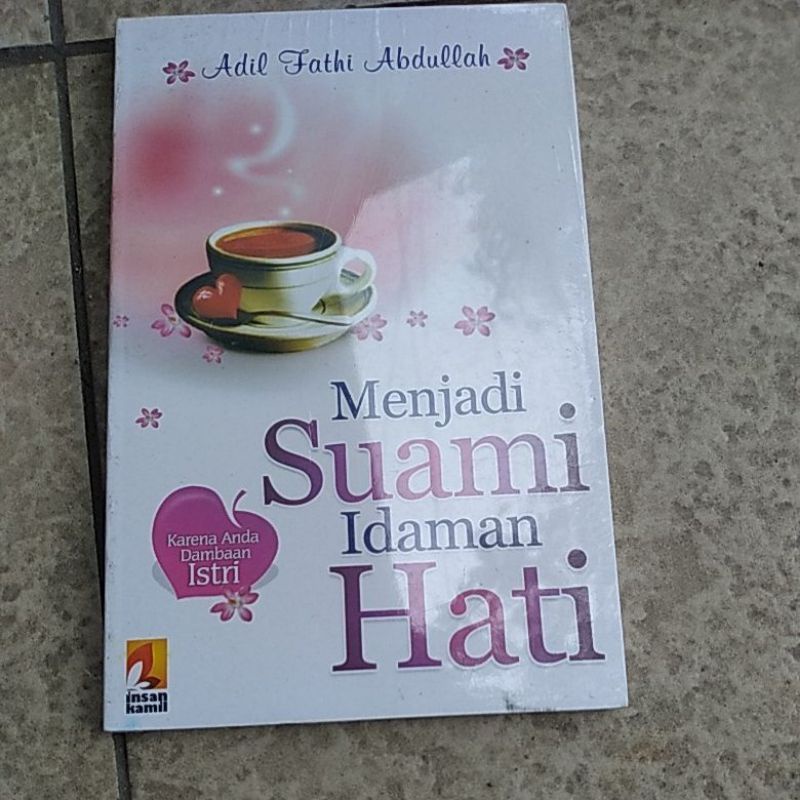 Adil Fathi Abdullah
Menjadi
Suami
Idaman
Hati
Karena Anda
Dambaan
Istri
insan
kamil